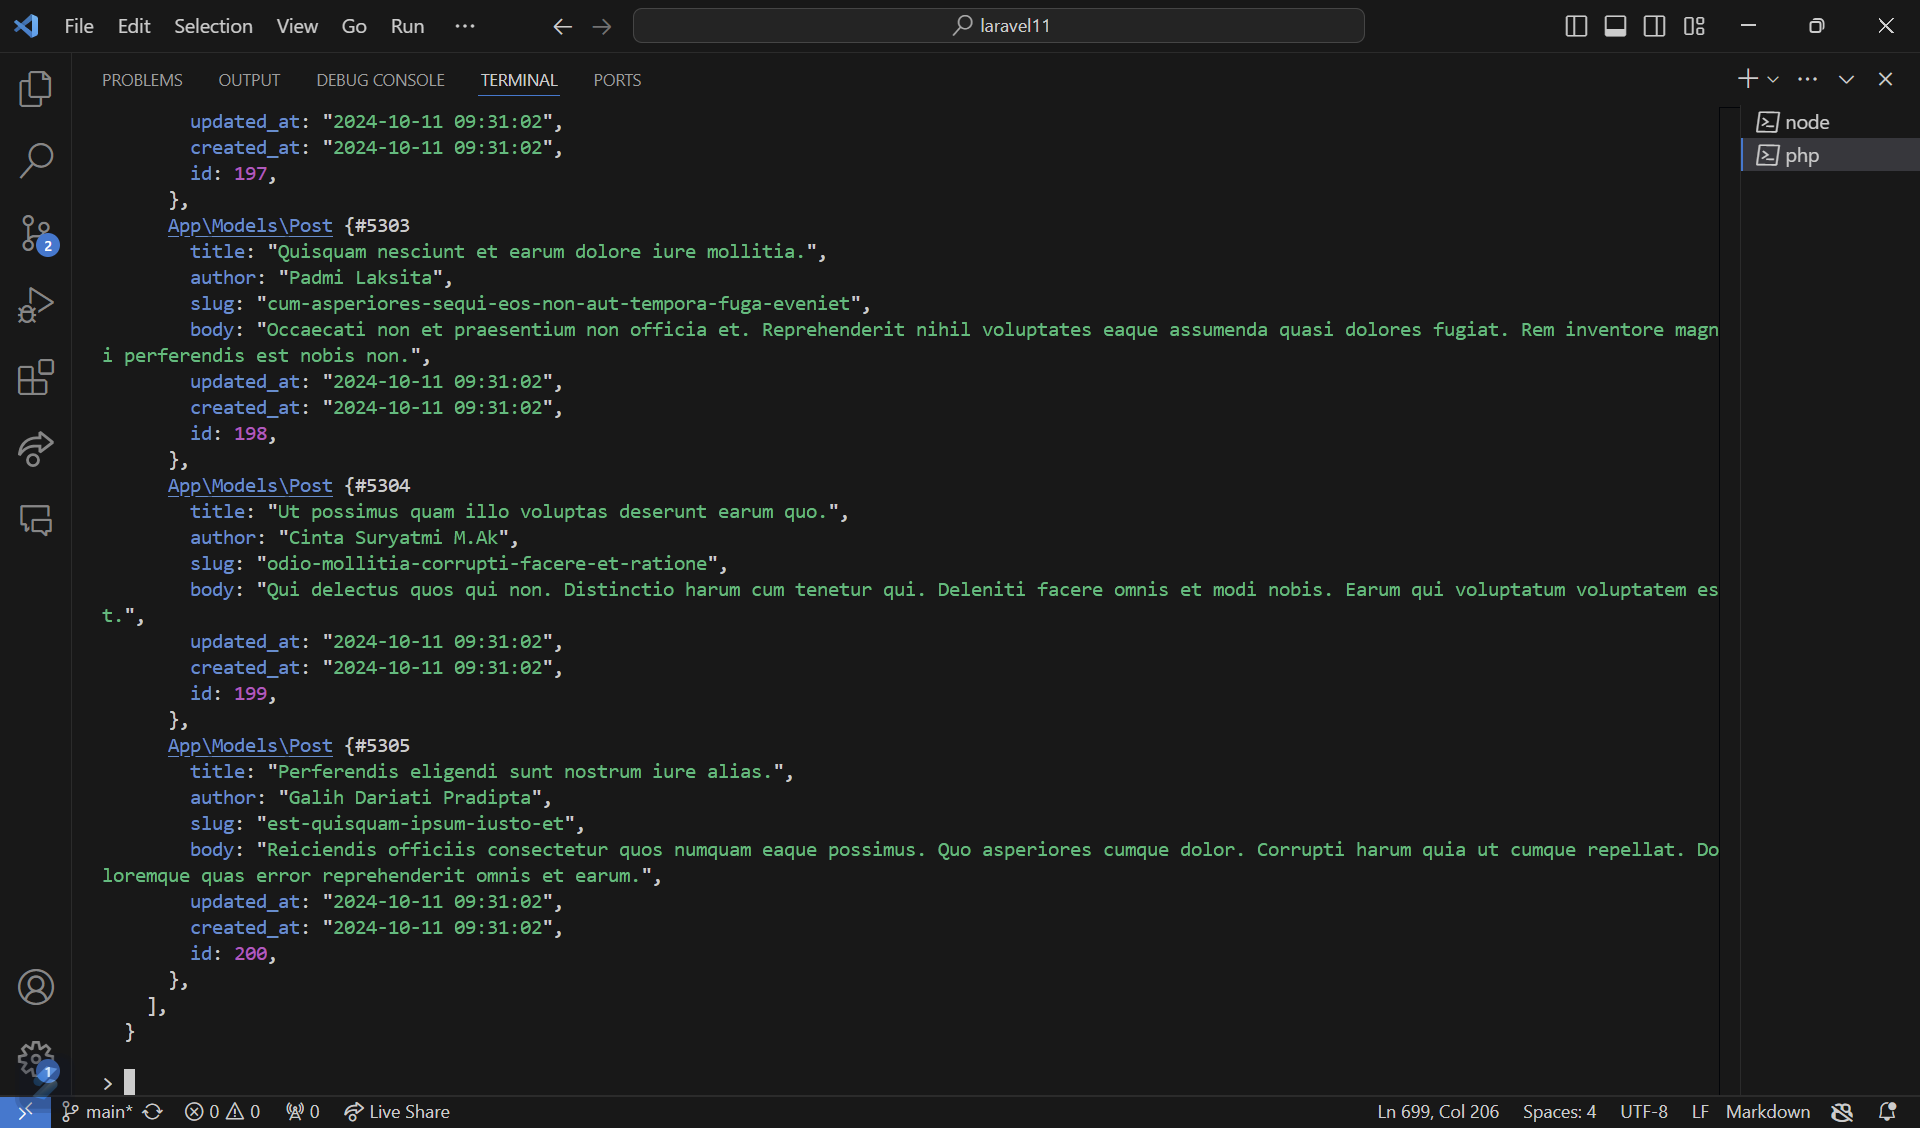 File Edit Selection View Go Run ··· laravel11
PROBLEMS OUTPUT DEBUG CONSOLE TERMINAL PORTS
updated_at: "2024-10-11 09:31:02",
created_at: "2024-10-11 09:31:02",
id: 197,
},
App\Models\Post {#5303
title: "Quisquam nesciunt et earum dolore iure mollitia.",
author: "Padmi Laksita",
slug: "cum-asperiores-sequi-eos-non-aut-tempora-fuga-eveniet",
body: "Occaecati non et praesentium non officia et. Reprehenderit nihil voluptates eaque assumenda quasi dolores fugiat. Rem inventore magn
i perferendis est nobis non.",
updated_at: "2024-10-11 09:31:02",
created_at: "2024-10-11 09:31:02",
id: 198,
},
App\Models\Post {#5304
title: "Ut possimus quam illo voluptas deserunt earum quo.",
author: "Cinta Suryatmi M.Ak",
slug: "odio-mollitia-corrupti-facere-et-ratione",
body: "Qui delectus quos qui non. Distinctio harum cum tenetur qui. Deleniti facere omnis et modi nobis. Earum qui voluptatum voluptatem es
t.",
updated_at: "2024-10-11 09:31:02",
created_at: "2024-10-11 09:31:02",
id: 199,
},
App\Models\Post {#5305
title: "Perferendis eligendi sunt nostrum iure alias.",
author: "Galih Dariati Pradipta",
slug: "est-quisquam-ipsum-iusto-et",
body: "Reiciendis officiis consectetur quos numquam eaque possimus. Quo asperiores cumque dolor. Corrupti harum quia ut cumque repellat. Do
loremque quas error reprehenderit omnis et earum.",
updated_at: "2024-10-11 09:31:02",
created_at: "2024-10-11 09:31:02",
id: 200,
},
],
}
>
node
php
2
1
main* 0 0 0 Live Share Ln 699, Col 206 Spaces: 4 UTF-8 LF Markdown